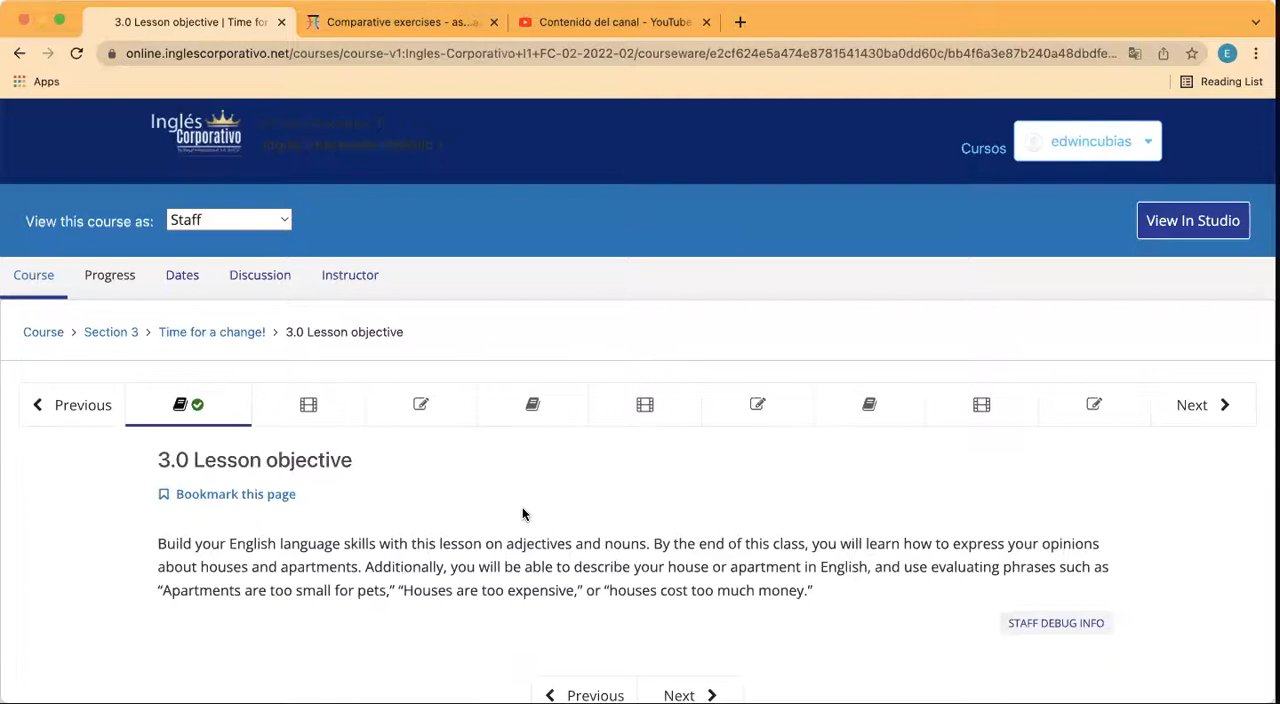 3.0 Lesson objective | Time for
Comparative exercises - as...
Contenido del canal - YouTube
online.inglescorporativo.net/courses/course-v1:Ingles-Corporativo+I1+FC-02-2022-02/courseware/e2cf624e5a474e8781541430ba0dd60c/bb4f6a3e87b240a48dbdfe...
E
Apps
Reading List
Inglés
Corporativo
Cursos
edwincubias
View this course as:
Staff
View In Studio
Course
Progress
Dates
Discussion
Instructor
Course > Section 3 > Time for a change! > 3.0 Lesson objective
Previous
Next
3.0 Lesson objective
Bookmark this page
Build your English language skills with this lesson on adjectives and nouns. By the end of this class, you will learn how to express your opinions
about houses and apartments. Additionally, you will be able to describe your house or apartment in English, and use evaluating phrases such as
“Apartments are too small for pets,” “Houses are too expensive,” or “houses cost too much money.”
STAFF DEBUG INFO
Previous
Next